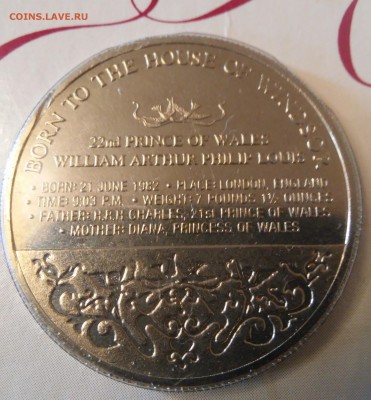 COINS.LAVE.RU
BORN TO THE HOUSE OF WINDSOR
22nd PRINCE OF WALES
WILLIAM ARTHUR PHILIP LOUIS
• BORN: 21 JUNE 1982 • PLACE: LONDON, ENGLAND
• TIME: 9:03 P.M. • WEIGHT: 7 POUNDS 1½ OUNCES
• FATHER: H.R.H CHARLES, 21st PRINCE OF WALES
• MOTHER: DIANA, PRINCESS OF WALES